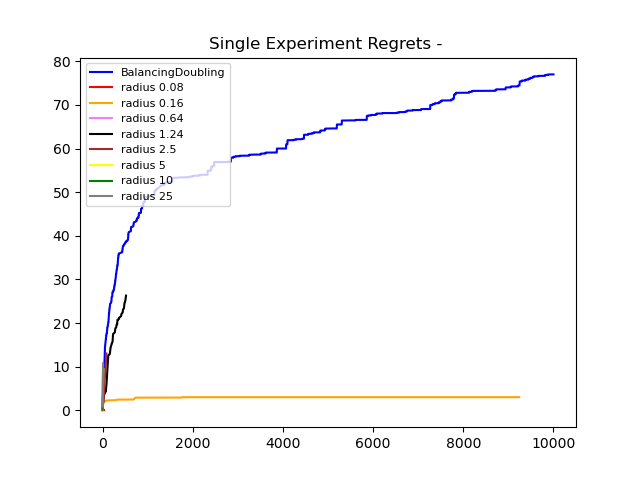 Single Experiment Regrets -
80
70
60
50
40
30
20
10
0
BalancingDoubling
radius 0.08
radius 0.16
radius 0.64
radius 1.24
radius 2.5
radius 5
radius 10
radius 25
0 2000 4000 6000 8000 10000